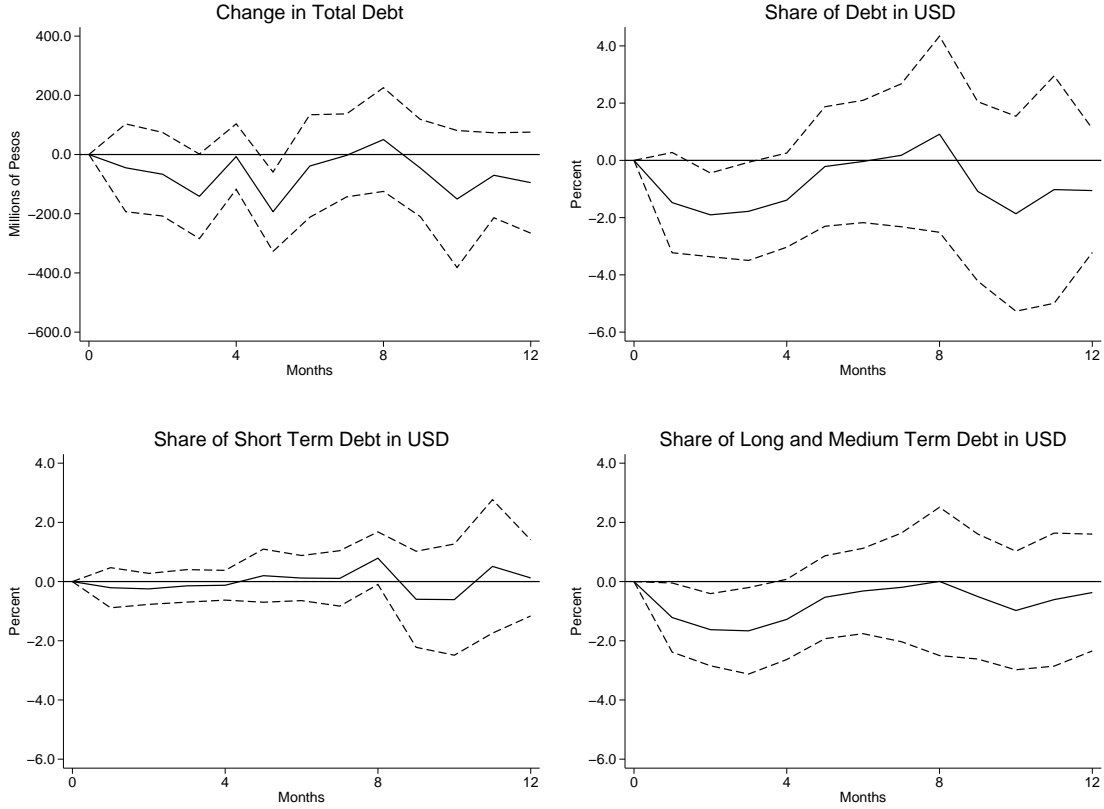 Change in Total Debt
400.0
200.0
0.0
−200.0
−400.0
−600.0
Millions of Pesos
0 4 8 12
Months
Share of Debt in USD
4.0
2.0
0.0
−2.0
−4.0
−6.0
Percent
0 4 8 12
Months
Share of Short Term Debt in USD
4.0
2.0
0.0
−2.0
−4.0
−6.0
Percent
0 4 8 12
Months
Share of Long and Medium Term Debt in USD
4.0
2.0
0.0
−2.0
−4.0
−6.0
Percent
0 4 8 12
Months